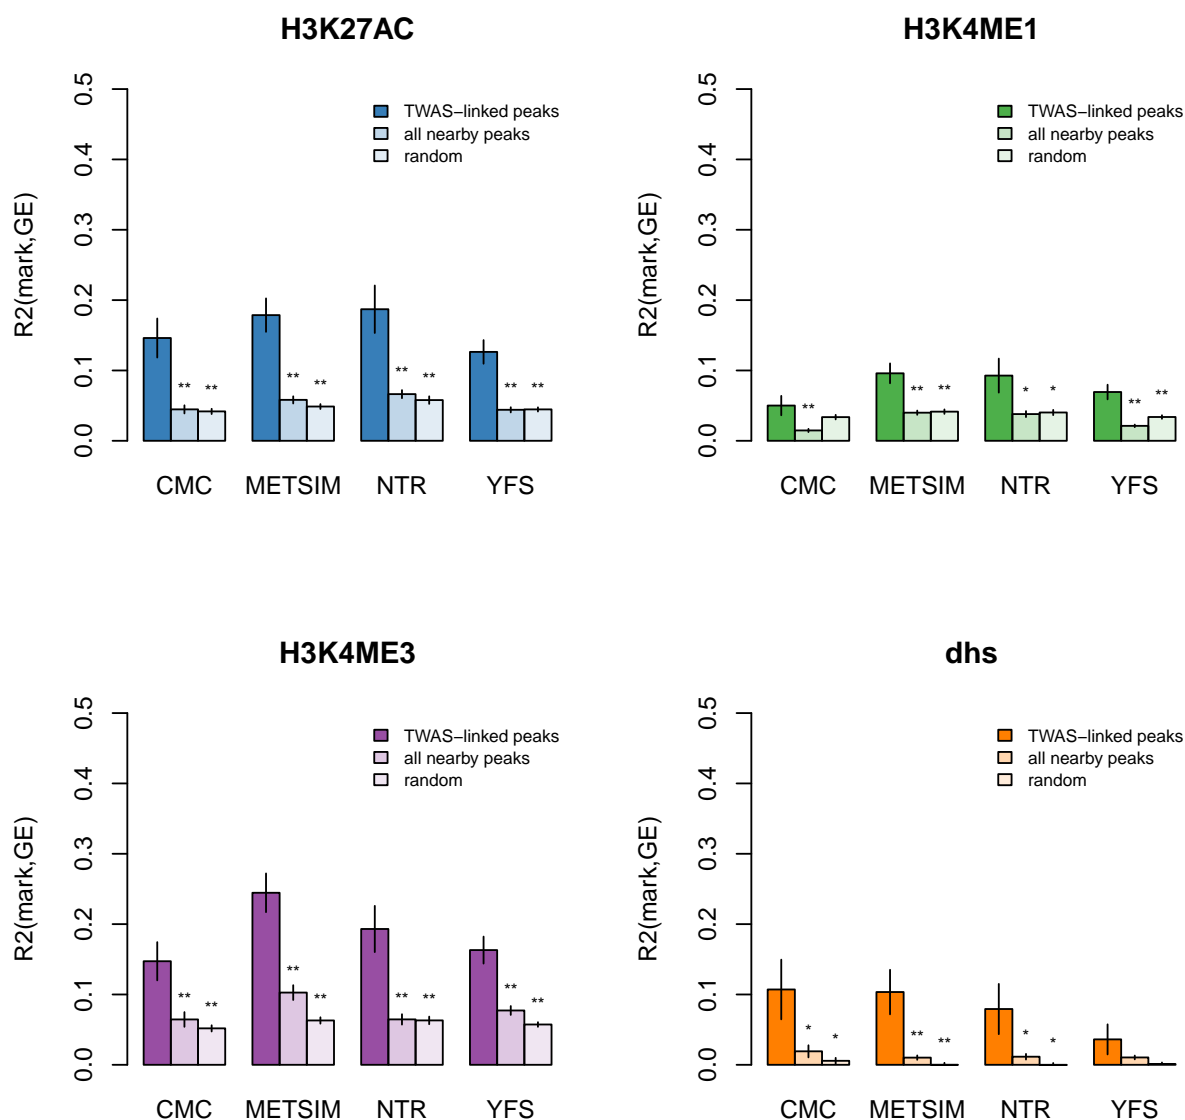 H3K27AC
R2(mark,GE)
0.5
0.4
0.3
0.2
0.1
0.0
TWAS−linked peaks
all nearby peaks
random
** **
** **
** **
** **
CMC METSIM NTR YFS
H3K4ME1
R2(mark,GE)
0.5
0.4
0.3
0.2
0.1
0.0
TWAS−linked peaks
all nearby peaks
random
**
** **
* *
** **
CMC METSIM NTR YFS
H3K4ME3
R2(mark,GE)
0.5
0.4
0.3
0.2
0.1
0.0
TWAS−linked peaks
all nearby peaks
random
** **
** **
** **
** **
CMC METSIM NTR YFS
dhs
R2(mark,GE)
0.5
0.4
0.3
0.2
0.1
0.0
TWAS−linked peaks
all nearby peaks
random
* *
** **
* *
CMC METSIM NTR YFS